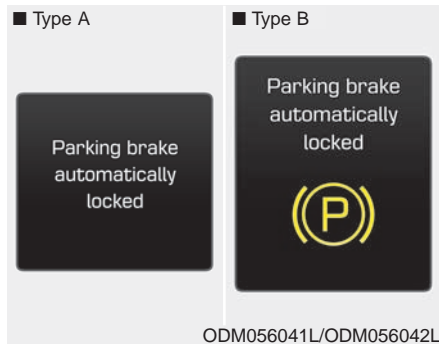 ■ Type A
Parking brake
automatically
locked
■ Type B
Parking brake
automatically
locked
P
ODM056041L/ODM056042L